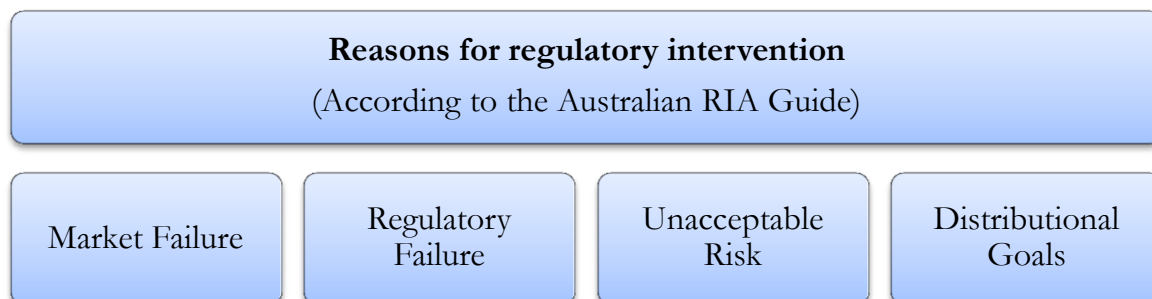 Reasons for regulatory intervention
(According to the Australian RIA Guide)
Market Failure
Regulatory
Failure
Unacceptable
Risk
Distributional
Goals